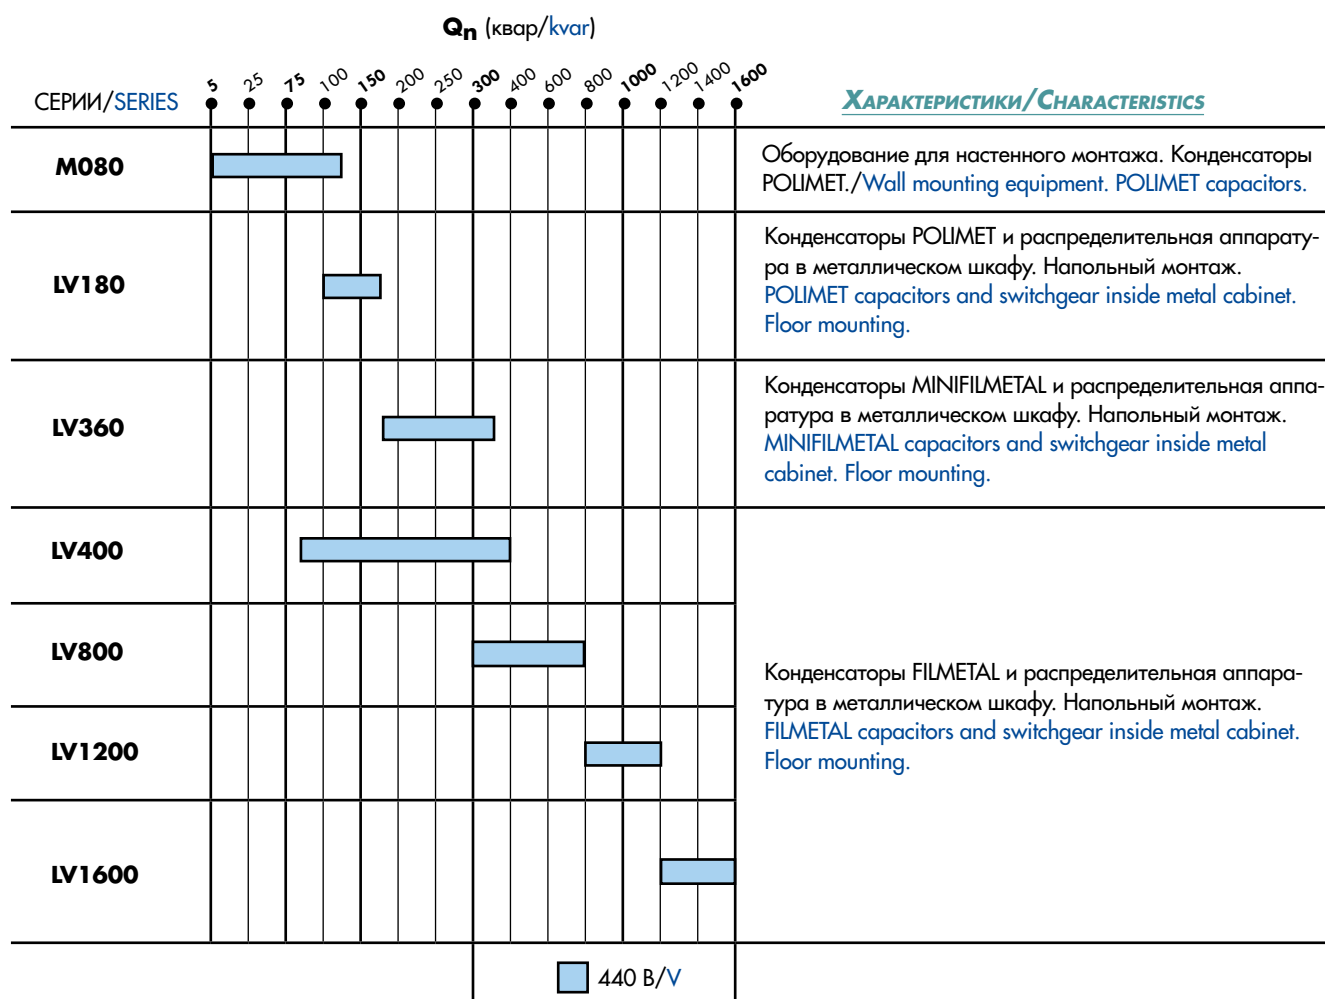 Qn (квар/kvar)
5 25 75 100 150 200 250 300 400 600 800 1000 1200 1400 1600
СЕРИИ/SERIES
ХАРАКТЕРИСТИКИ/CHARACTERISTICS
M080
Оборудование для настенного монтажа. Конденсаторы
POLIMET./Wall mounting equipment. POLIMET capacitors.
LV180
Конденсаторы POLIMET и распределительная аппарату-
ра в металлическом шкафу. Напольный монтаж.
POLIMET capacitors and switchgear inside metal cabinet.
Floor mounting.
LV360
Конденсаторы MINIFILMETAL и распределительная аппа-
ратура в металлическом шкафу. Напольный монтаж.
MINIFILMETAL capacitors and switchgear inside metal
cabinet. Floor mounting.
LV400
LV800
LV1200
LV1600
Конденсаторы FILMETAL и распределительная аппара-
тура в металлическом шкафу. Напольный монтаж.
FILMETAL capacitors and switchgear inside metal cabinet.
Floor mounting.
440 В/V